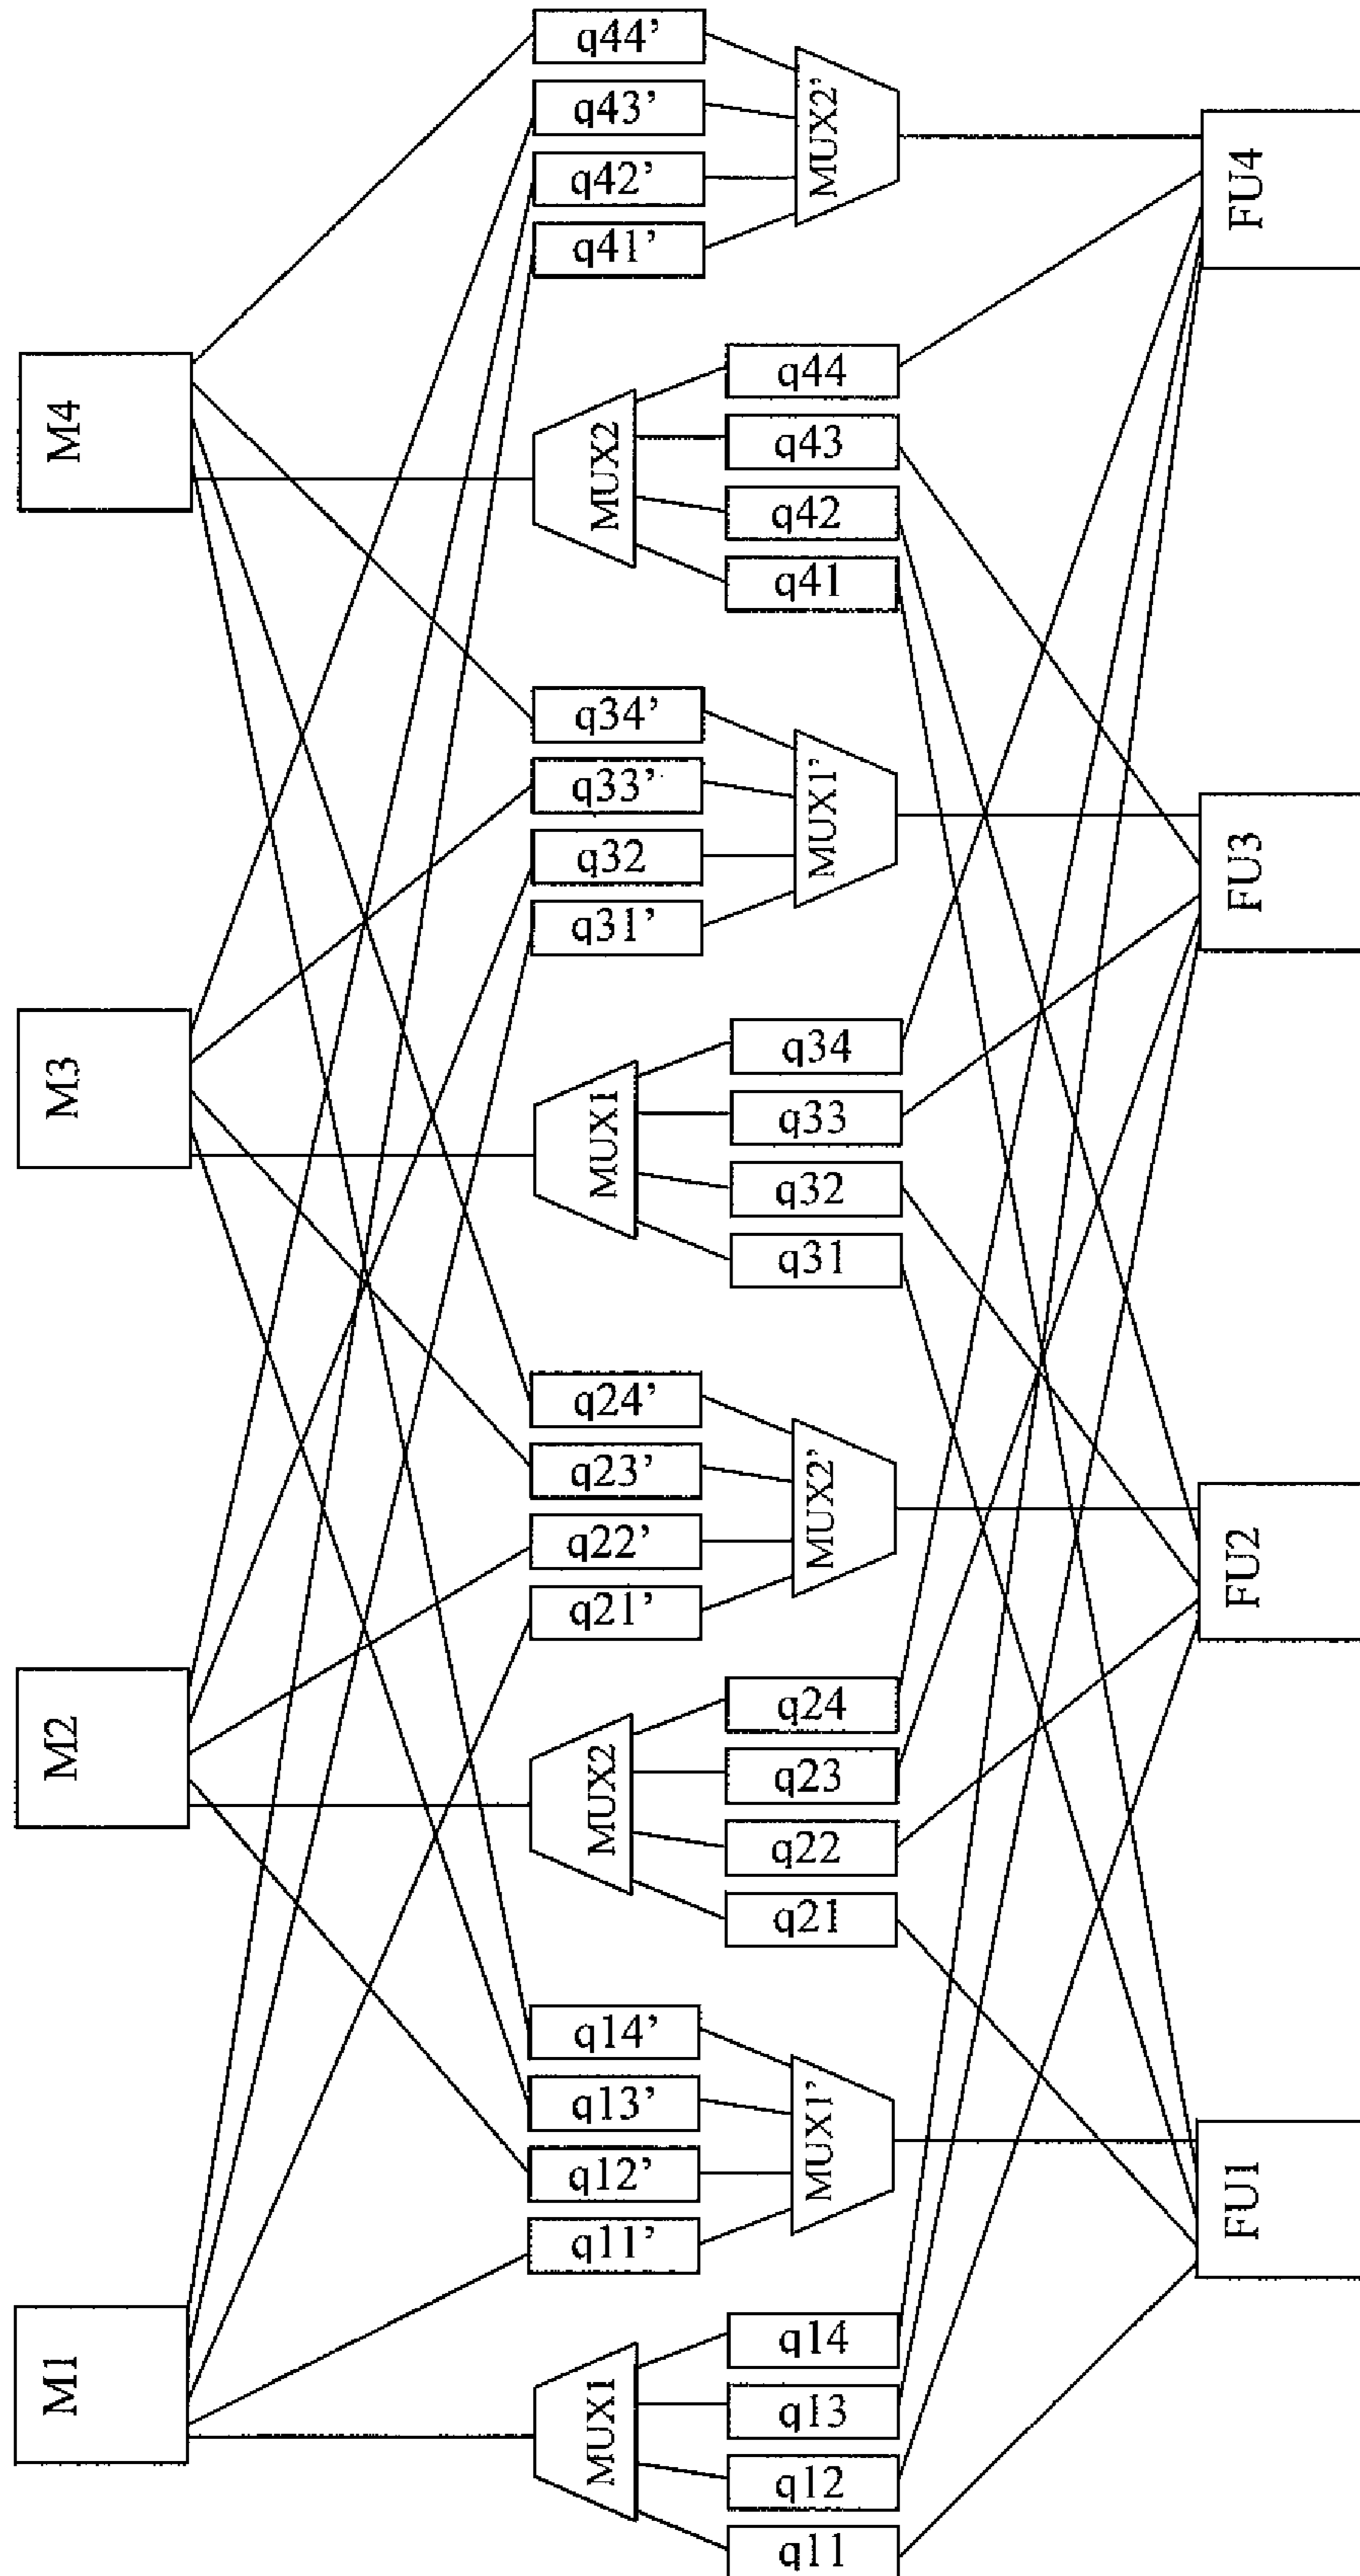 q44'
q43'
q42'
q41'
MUX2'
FU4
M4
MUX2
q44
q43
q42
q41
q34'
q33'
q32
q31'
MUX1'
FU3
M3
MUX1
q34
q33
q32
q31
q24'
q23'
q22'
q21'
MUX2'
FU2
M2
MUX2
q24
q23
q22
q21
q14'
q13'
q12'
q11'
MUX1'
FU1
M1
MUX1
q14
q13
q12
q11